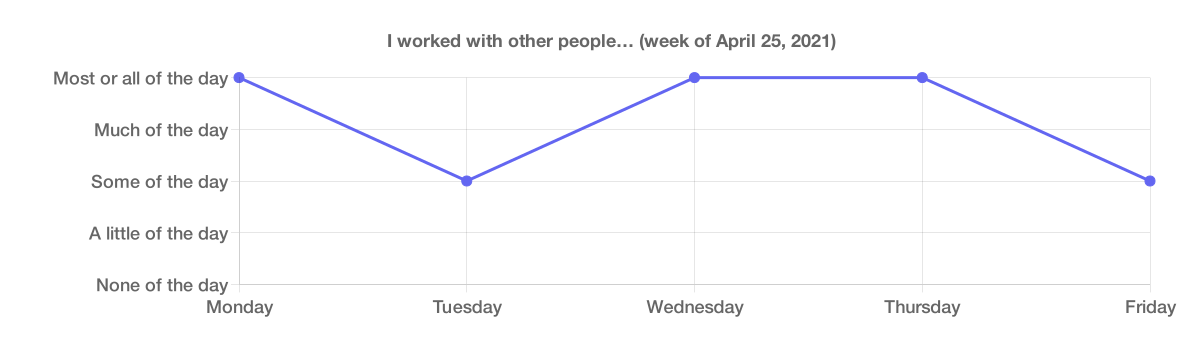 I worked with other people… (week of April 25, 2021)
Most or all of the day
Much of the day
Some of the day
A little of the day
None of the day
Monday Tuesday Wednesday Thursday Friday